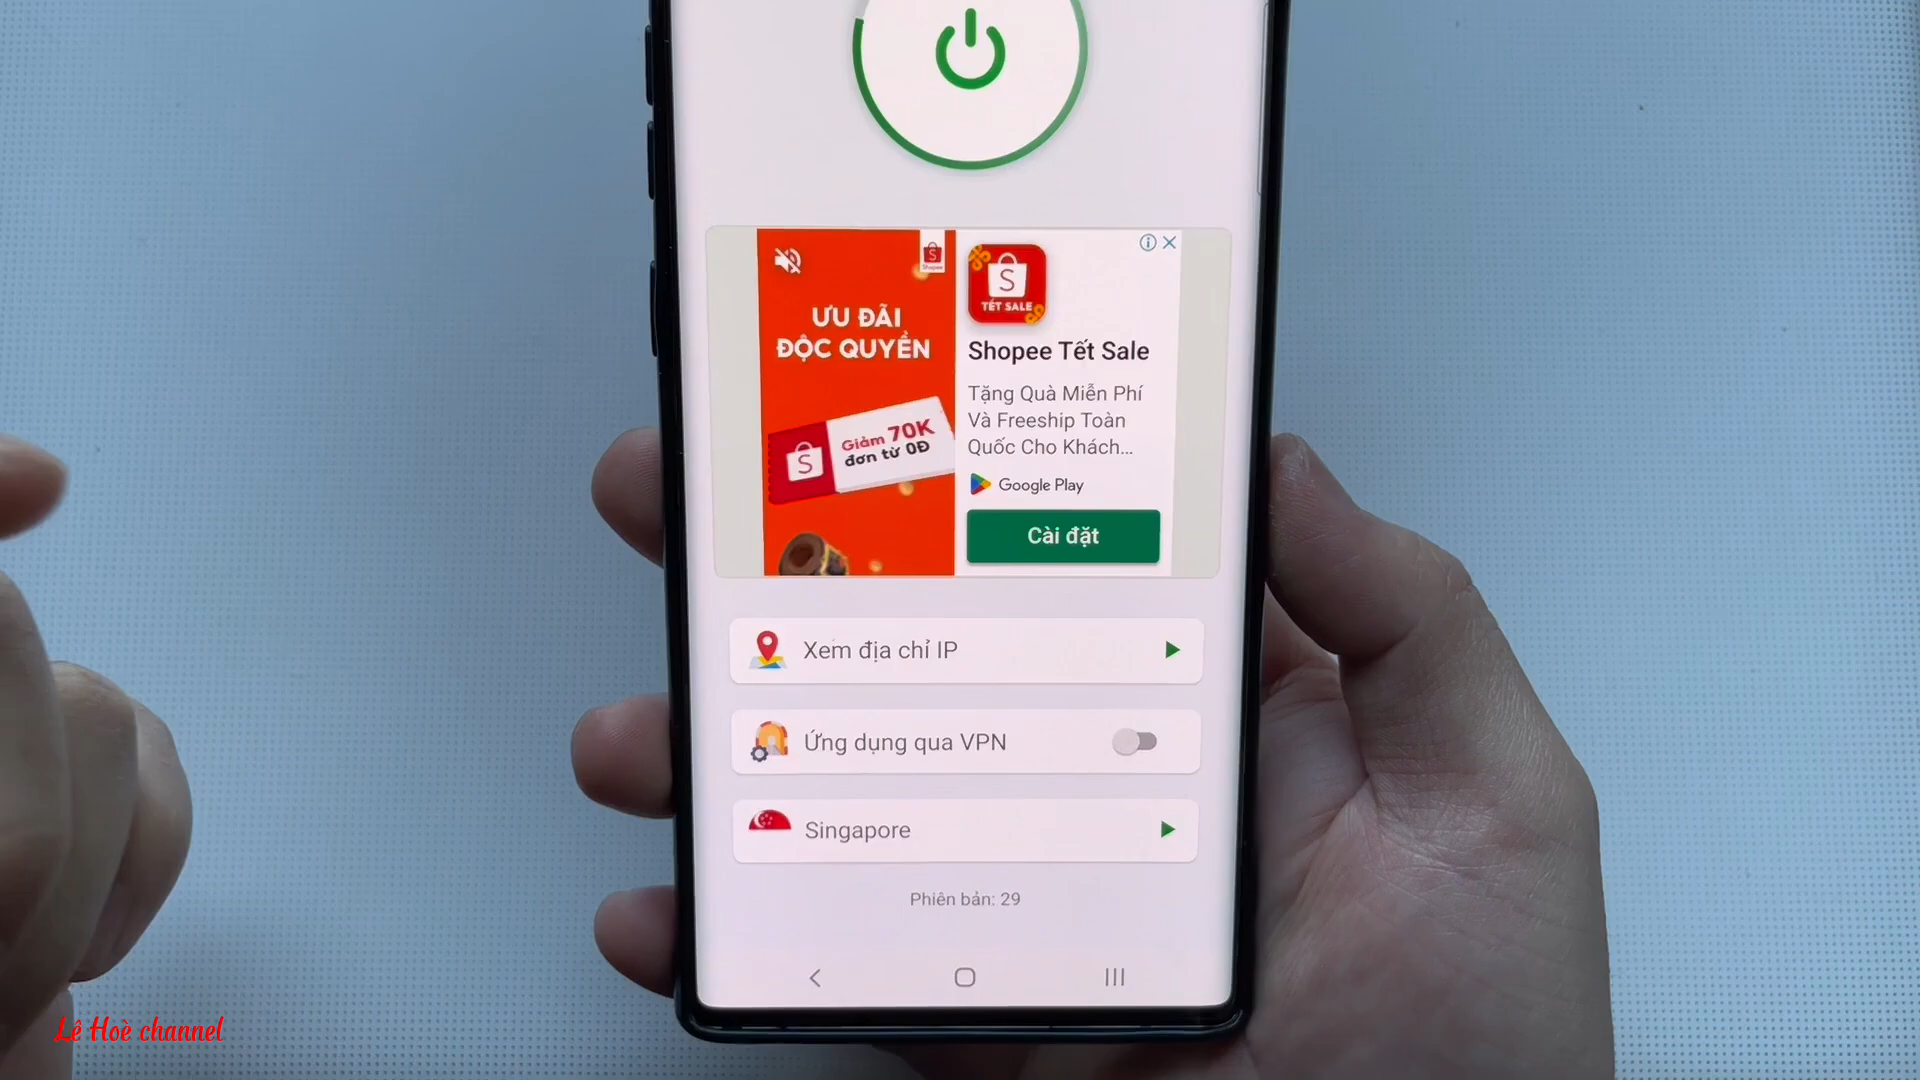 Shopee
ƯU ĐÃI
ĐỘC QUYỀN
Giảm 70K
đơn từ 0Đ
TẾT SALE
Shopee Tết Sale
Tặng Quà Miễn Phí
Và Freeship Toàn
Quốc Cho Khách...
Google Play
Cài đặt
Xem địa chỉ IP
Ứng dụng qua VPN
Singapore
Phiên bản: 29
Lê Hoè channel